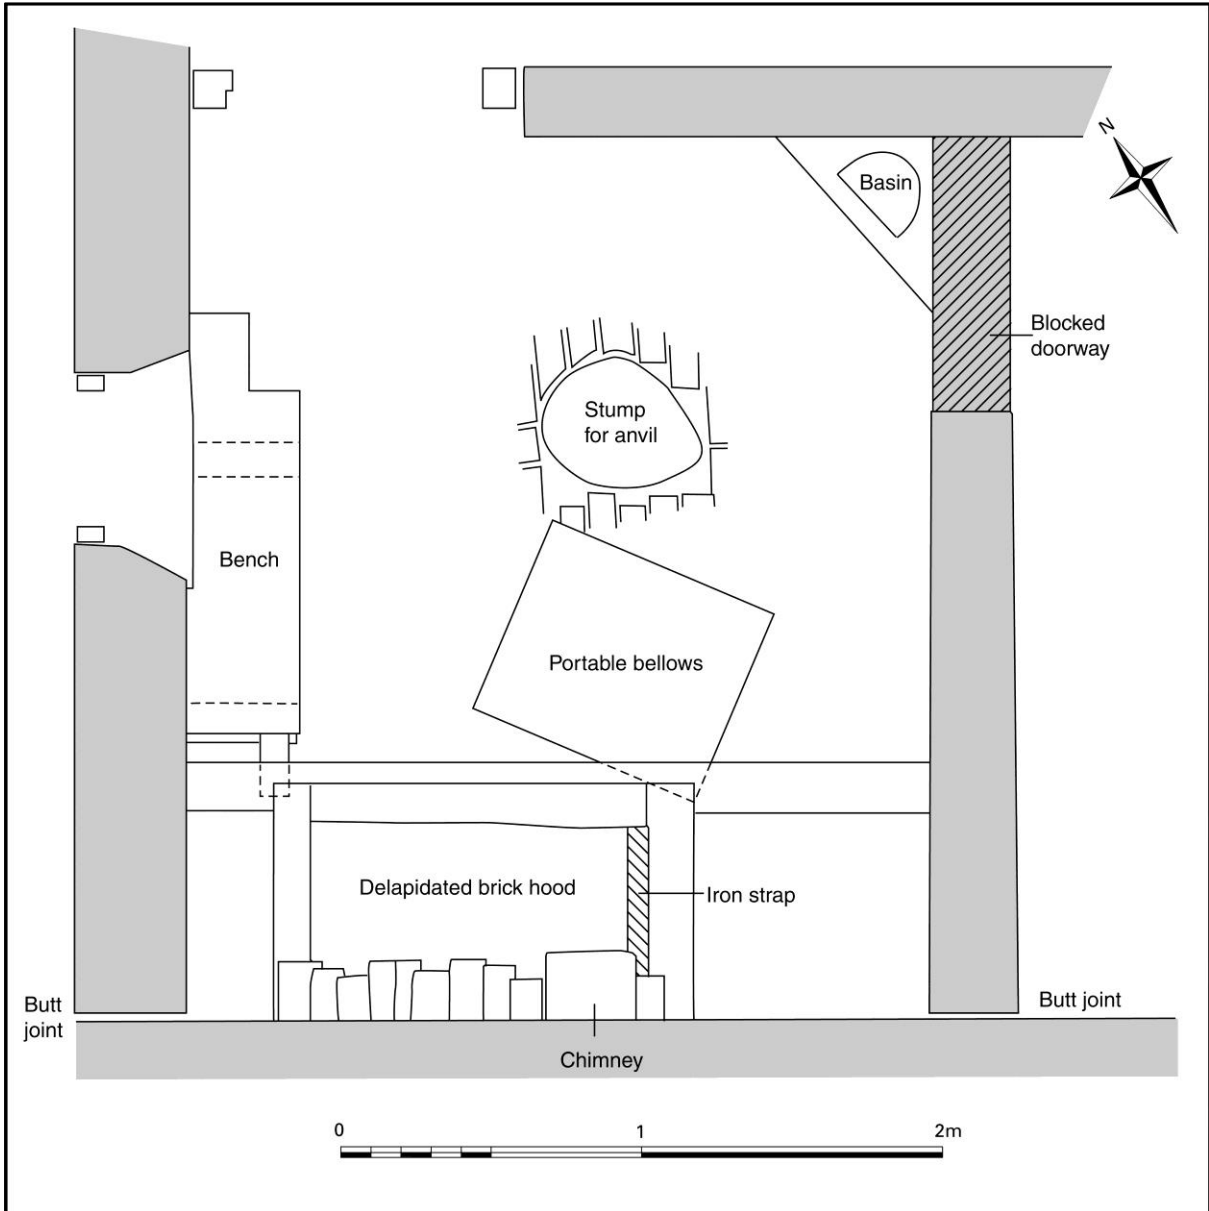 N
Basin
Blocked
doorway
Stump
for anvil
Bench
Portable bellows
Delapidated brick hood
Iron strap
Butt
joint
Butt joint
Chimney
0 1 2m